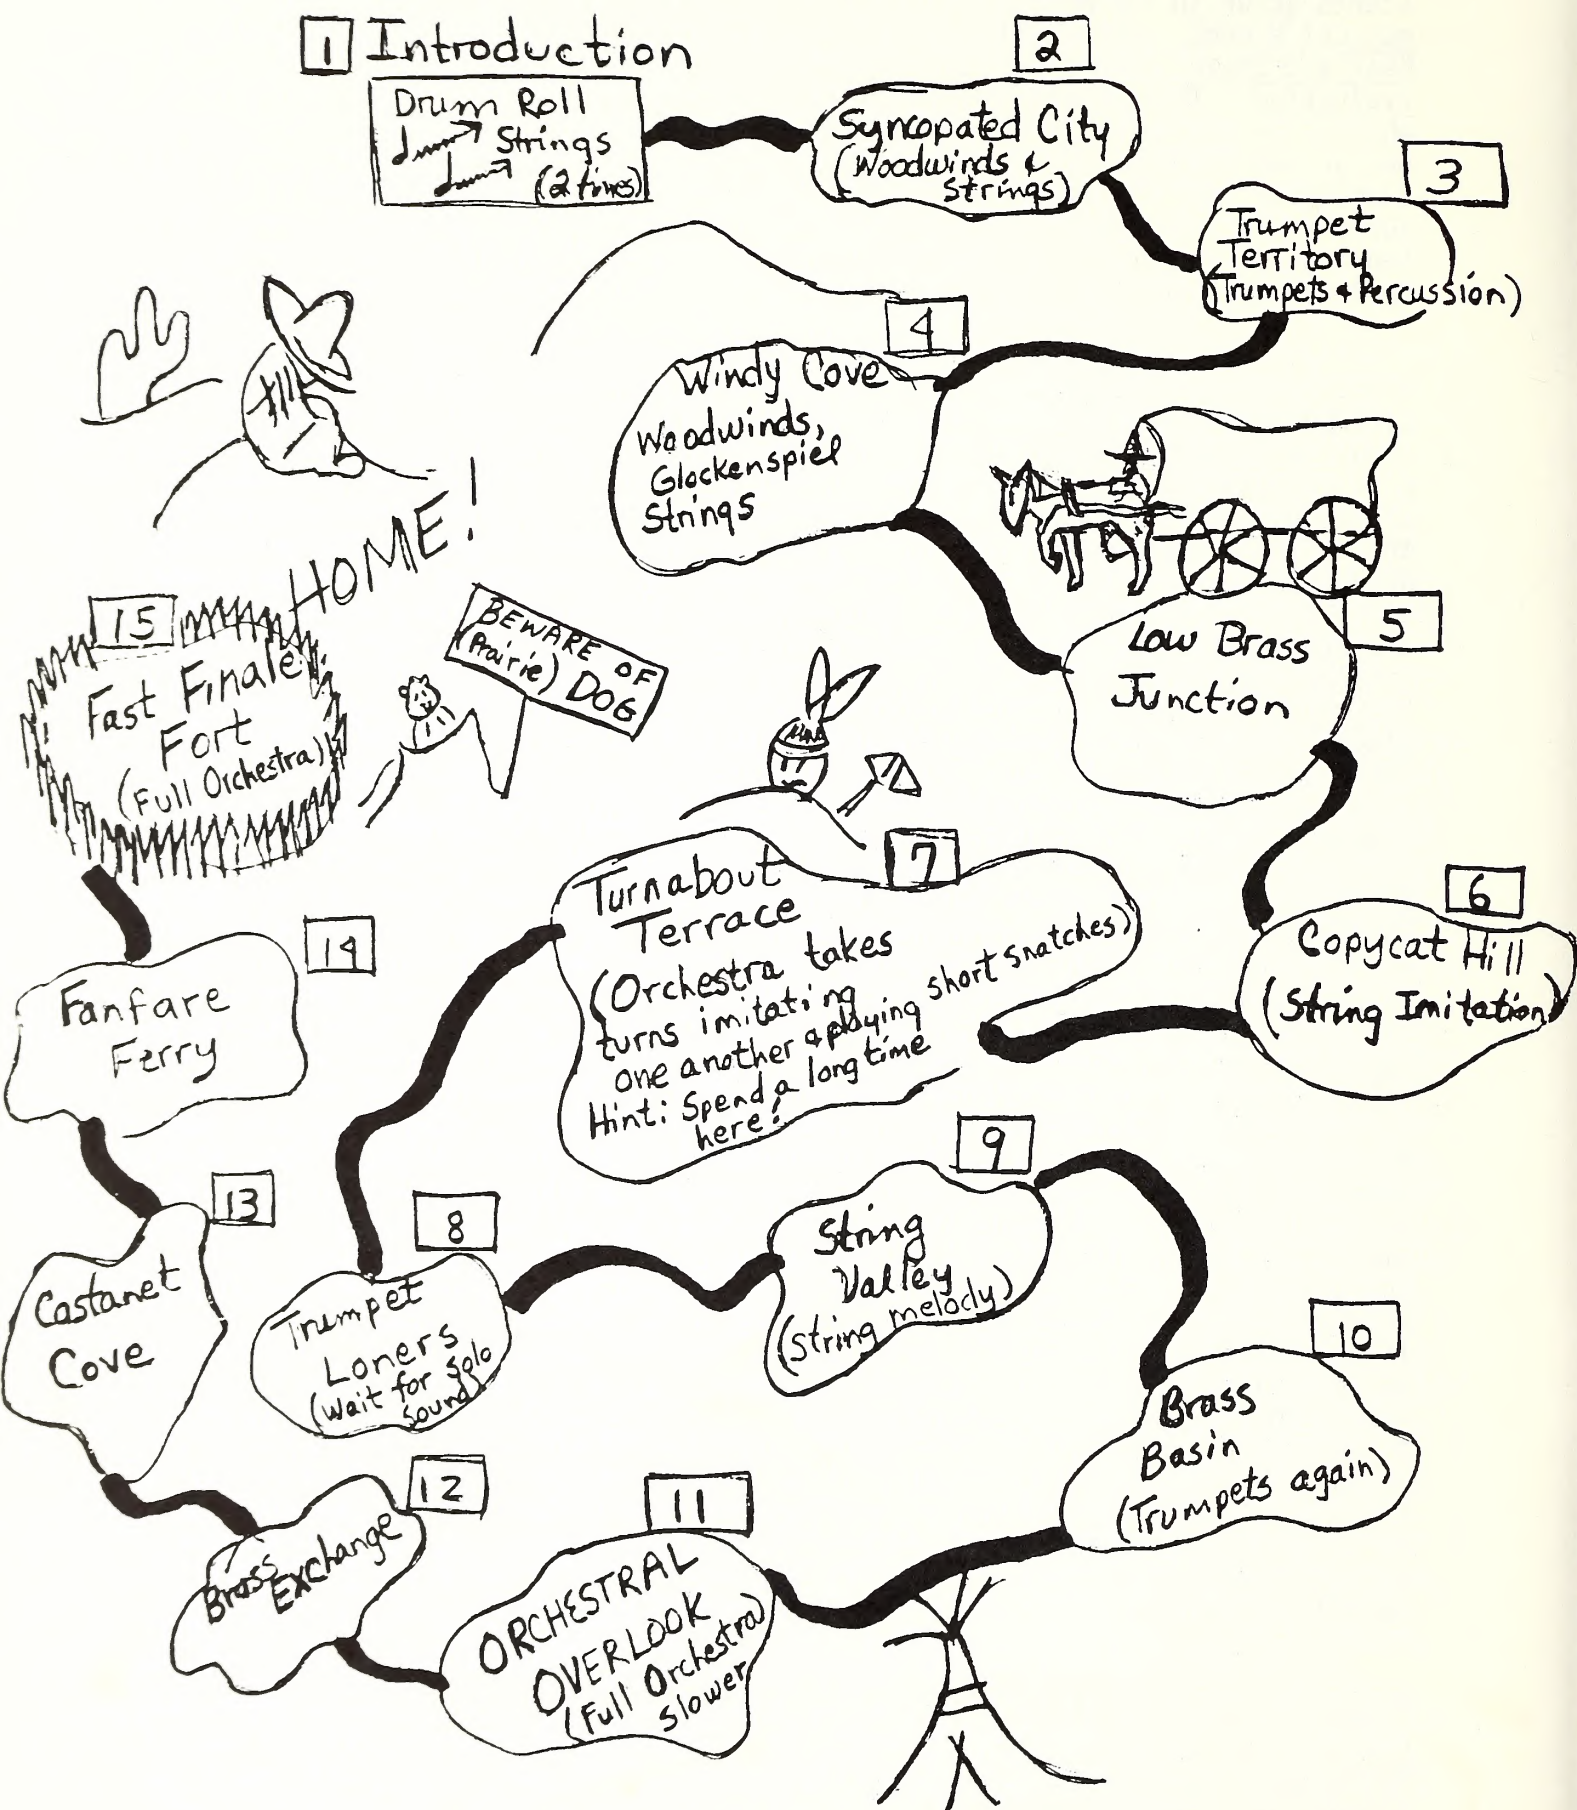 1 Introduction
Drum Roll
Strings
(2 times)
2
Syncopated City
(Woodwinds &
Strings)
3
Trumpet
Territory
(Trumpets & Percussion)
4
Windy Cove
Woodwinds,
Glockenspiel
Strings
5
Low Brass
Junction
6
Copycat Hill
(String Imitation)
7
Turnabout
Terrace
(Orchestra takes
turns imitating
one another & playing short snatches)
Hint: Spend a long time
here!
8
Trumpet
Loners
(Wait for solo
sound)
9
String
Valley
(String melody)
10
Brass
Basin
(Trumpets again)
11
ORCHESTRAL
OVERLOOK
(Full Orchestra)
slower
12
Brass
Exchange
13
Castanet
Cove
14
Fanfare
Ferry
15
Fast Finale
Fort
(Full Orchestra)
HOME!
BEWARE OF
(Prairie) DOG